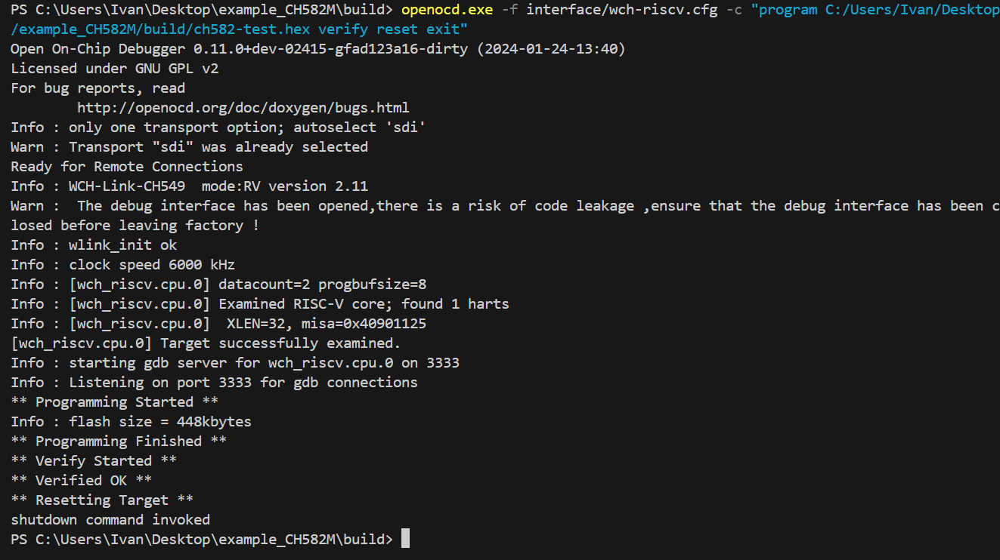 PS C:\Users\Ivan\Desktop\example_CH582M\build> openocd.exe -f interface/wch-riscv.cfg -c "program C:/Users/Ivan/Desktop
/example_CH582M/build/ch582-test.hex verify reset exit"
Open On-Chip Debugger 0.11.0+dev-02415-gfad123a16-dirty (2024-01-24-13:40)
Licensed under GNU GPL v2
For bug reports, read
        http://openocd.org/doc/doxygen/bugs.html
Info : only one transport option; autoselect 'sdi'
Warn : Transport "sdi" was already selected
Ready for Remote Connections
Info : WCH-Link-CH549  mode:RV version 2.11
Warn :  The debug interface has been opened,there is a risk of code leakage ,ensure that the debug interface has been c
losed before leaving factory !
Info : wlink_init ok
Info : clock speed 6000 kHz
Info : [wch_riscv.cpu.0] datacount=2 progbufsize=8
Info : [wch_riscv.cpu.0] Examined RISC-V core; found 1 harts
Info : [wch_riscv.cpu.0]  XLEN=32, misa=0x40901125
[wch_riscv.cpu.0] Target successfully examined.
Info : starting gdb server for wch_riscv.cpu.0 on 3333
Info : Listening on port 3333 for gdb connections
** Programming Started **
Info : flash size = 448kbytes
** Programming Finished **
** Verify Started **
** Verified OK **
** Resetting Target **
shutdown command invoked
PS C:\Users\Ivan\Desktop\example_CH582M\build>